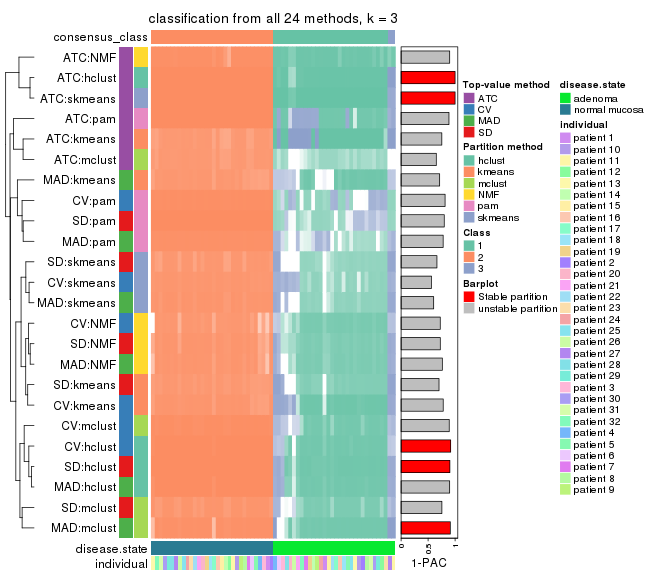 classification from all 24 methods, k = 3
consensus_class
ATC:NMF
ATC:hclust
ATC:skmeans
ATC:pam
ATC:kmeans
ATC:mclust
MAD:kmeans
CV:pam
SD:pam
MAD:pam
SD:skmeans
CV:skmeans
MAD:skmeans
CV:NMF
SD:NMF
MAD:NMF
SD:kmeans
CV:kmeans
CV:mclust
CV:hclust
SD:hclust
MAD:hclust
SD:mclust
MAD:mclust
disease.state
individual
0
0.5
1
1-PAC
Top-value method
ATC
CV
MAD
SD
Partition method
hclust
kmeans
mclust
NMF
pam
skmeans
Class
1
2
3
Barplot
Stable partition
unstable partition
disease.state
adenoma
normal mucosa
individual
patient 1
patient 10
patient 11
patient 12
patient 13
patient 14
patient 15
patient 16
patient 17
patient 18
patient 19
patient 2
patient 20
patient 21
patient 22
patient 23
patient 24
patient 25
patient 26
patient 27
patient 28
patient 29
patient 3
patient 30
patient 31
patient 32
patient 4
patient 5
patient 6
patient 7
patient 8
patient 9